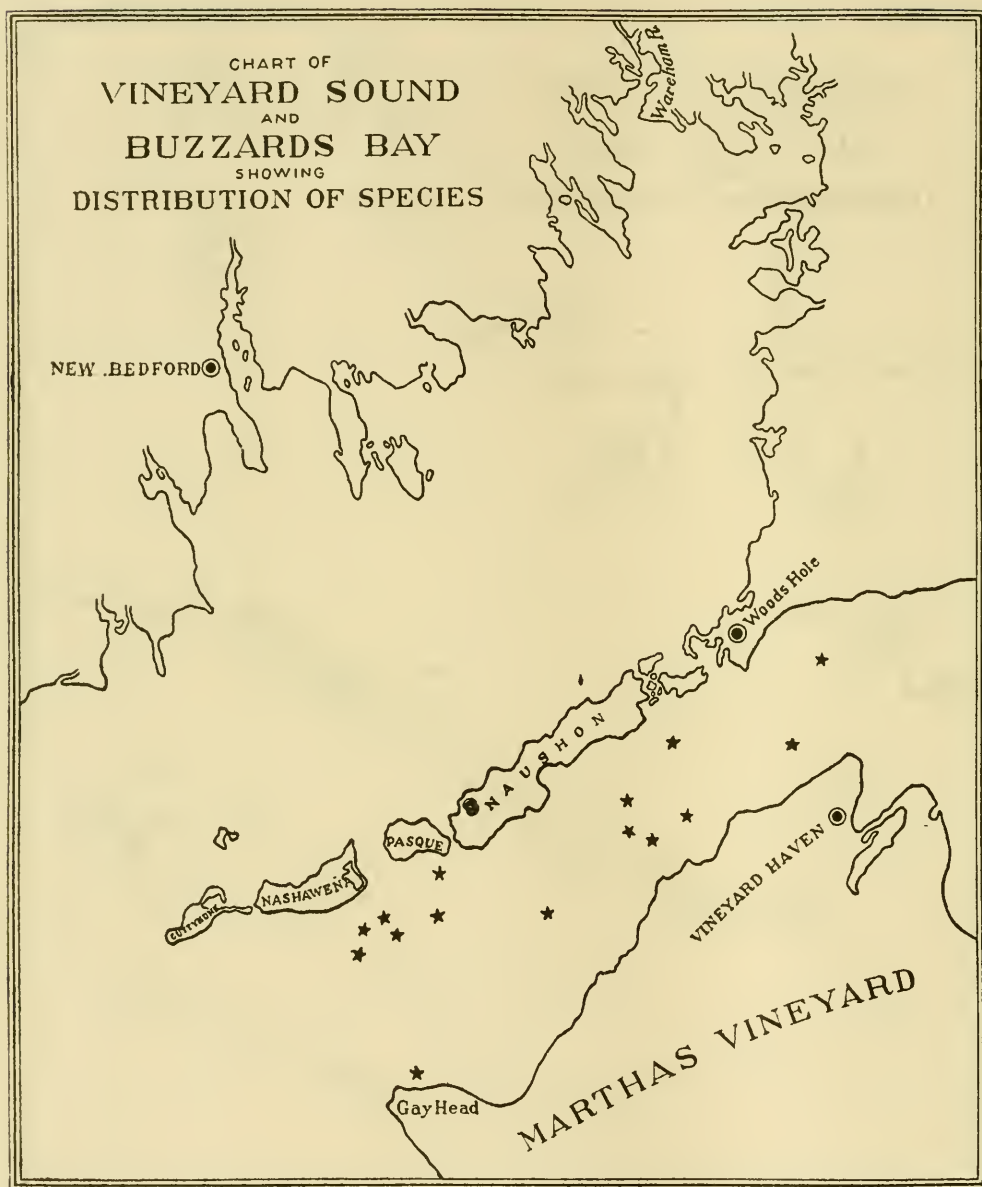 CHART OF
VINEYARD SOUND
AND
BUZZARDS BAY
SHOWING
DISTRIBUTION OF SPECIES
Wareham R.
NEW .BEDFORD
Woods Hole
NAUSHON
PASQUE
NASHAWENA
CUTTYHUNK
VINEYARD HAVEN
MARTHAS VINEYARD
Gay Head